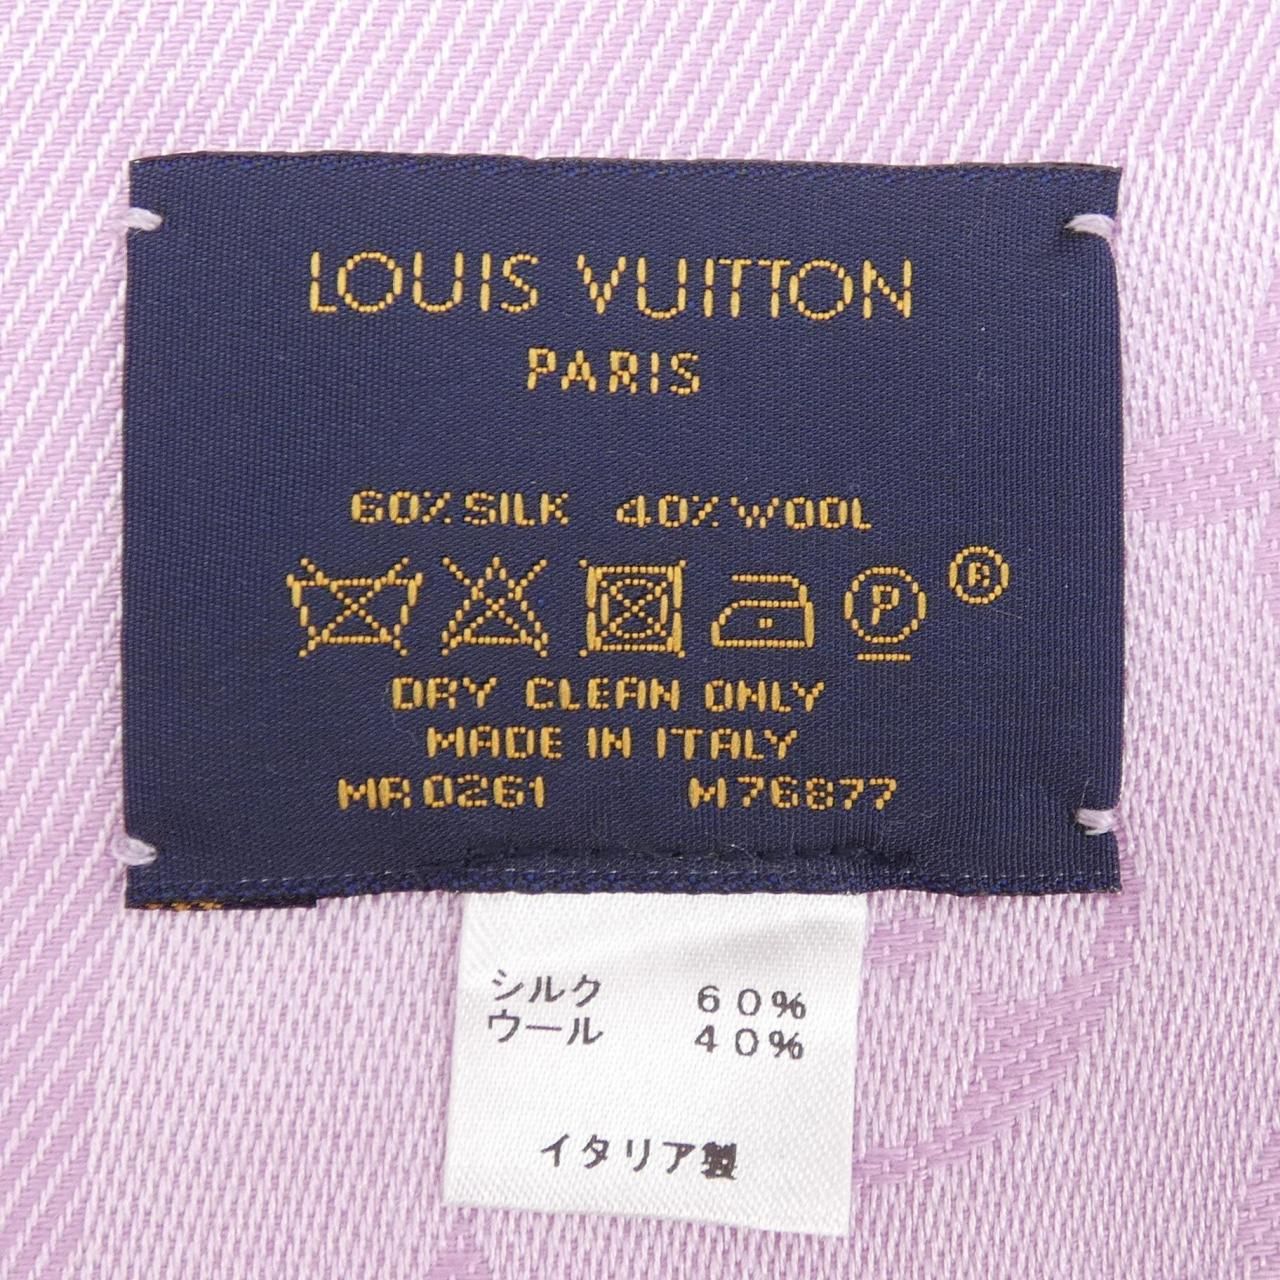 LOUIS VUITTON
PARIS
60% SILK 40% WOOL
P
®
DRY CLEAN ONLY
MADE IN ITALY
MR0261 M76877
シルク 60%
ウール 40%
イタリア製